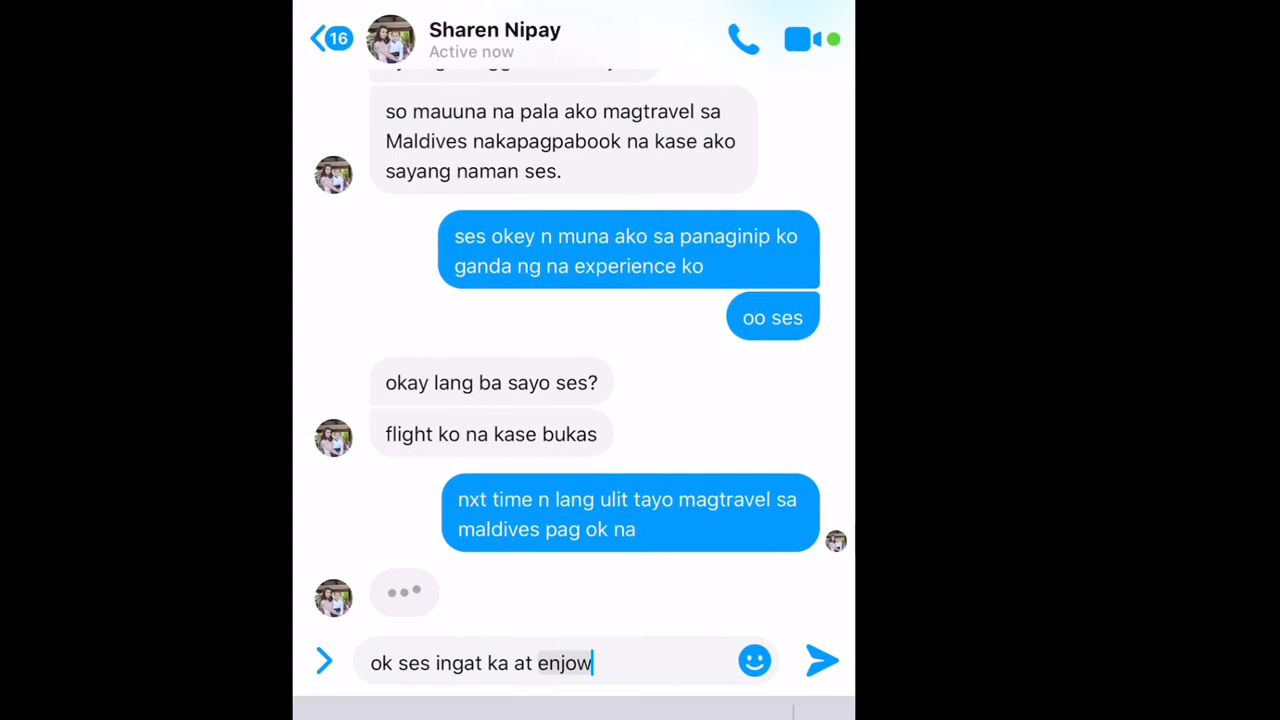 16
Sharen Nipay
Active now
so mauuna na pala ako magtravel sa
Maldives nakapagpabook na kase ako
sayang naman ses.
ses okey n muna ako sa panaginip ko
ganda ng na experience ko
oo ses
okay lang ba sayo ses?
flight ko na kase bukas
nxt time n lang ulit tayo magtravel sa
maldives pag ok na
ok ses ingat ka at enjow